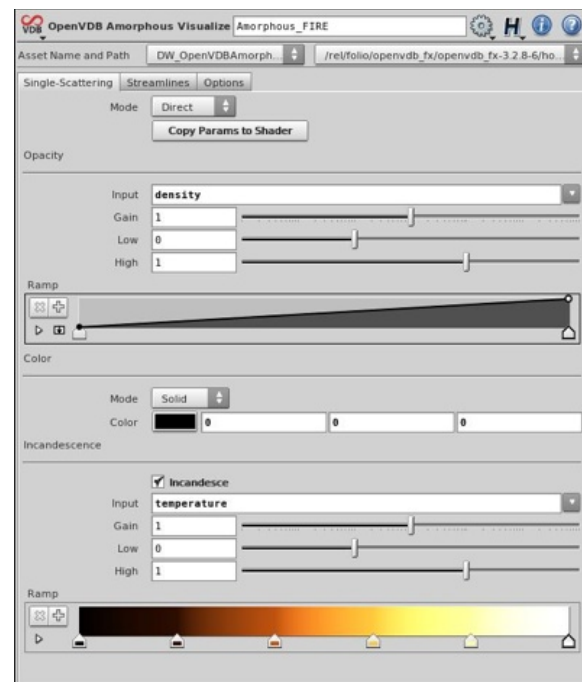 VDB OpenVDB Amorphous Visualize Amorphous_FIRE H i ?
Asset Name and Path DW_OpenVDBAmorph... /rel/folio/openvdb_fx/openvdb_fx-3.2.8-6/ho...
Single-Scattering Streamlines Options
Mode Direct
Copy Params to Shader
Opacity
Input density
Gain 1
Low 0
High 1
Ramp
Color
Mode Solid
Color 0 0 0
Incandescence
Incandesce
Input temperature
Gain 1
Low 0
High 1
Ramp